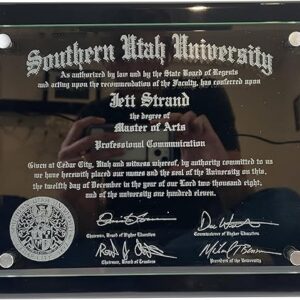 Southern Utah University
As authorized by law and by the State Board of Regents
and acting upon the recommendation of the Faculty, has conferred upon
Jett Strand
the degree of
Master of Arts
Professional Communication
Given at Cedar City, Utah and witness whereof, by authority committed to us
we have herewith placed our names and the seal of the University on this,
the twelfth day of December in the year of our Lord two thousand eight,
and of the university one hundred eleven.
Chairman, Board of Higher Education
Commissioner of Higher Education
Chairman, Board of Trustees
President of the University